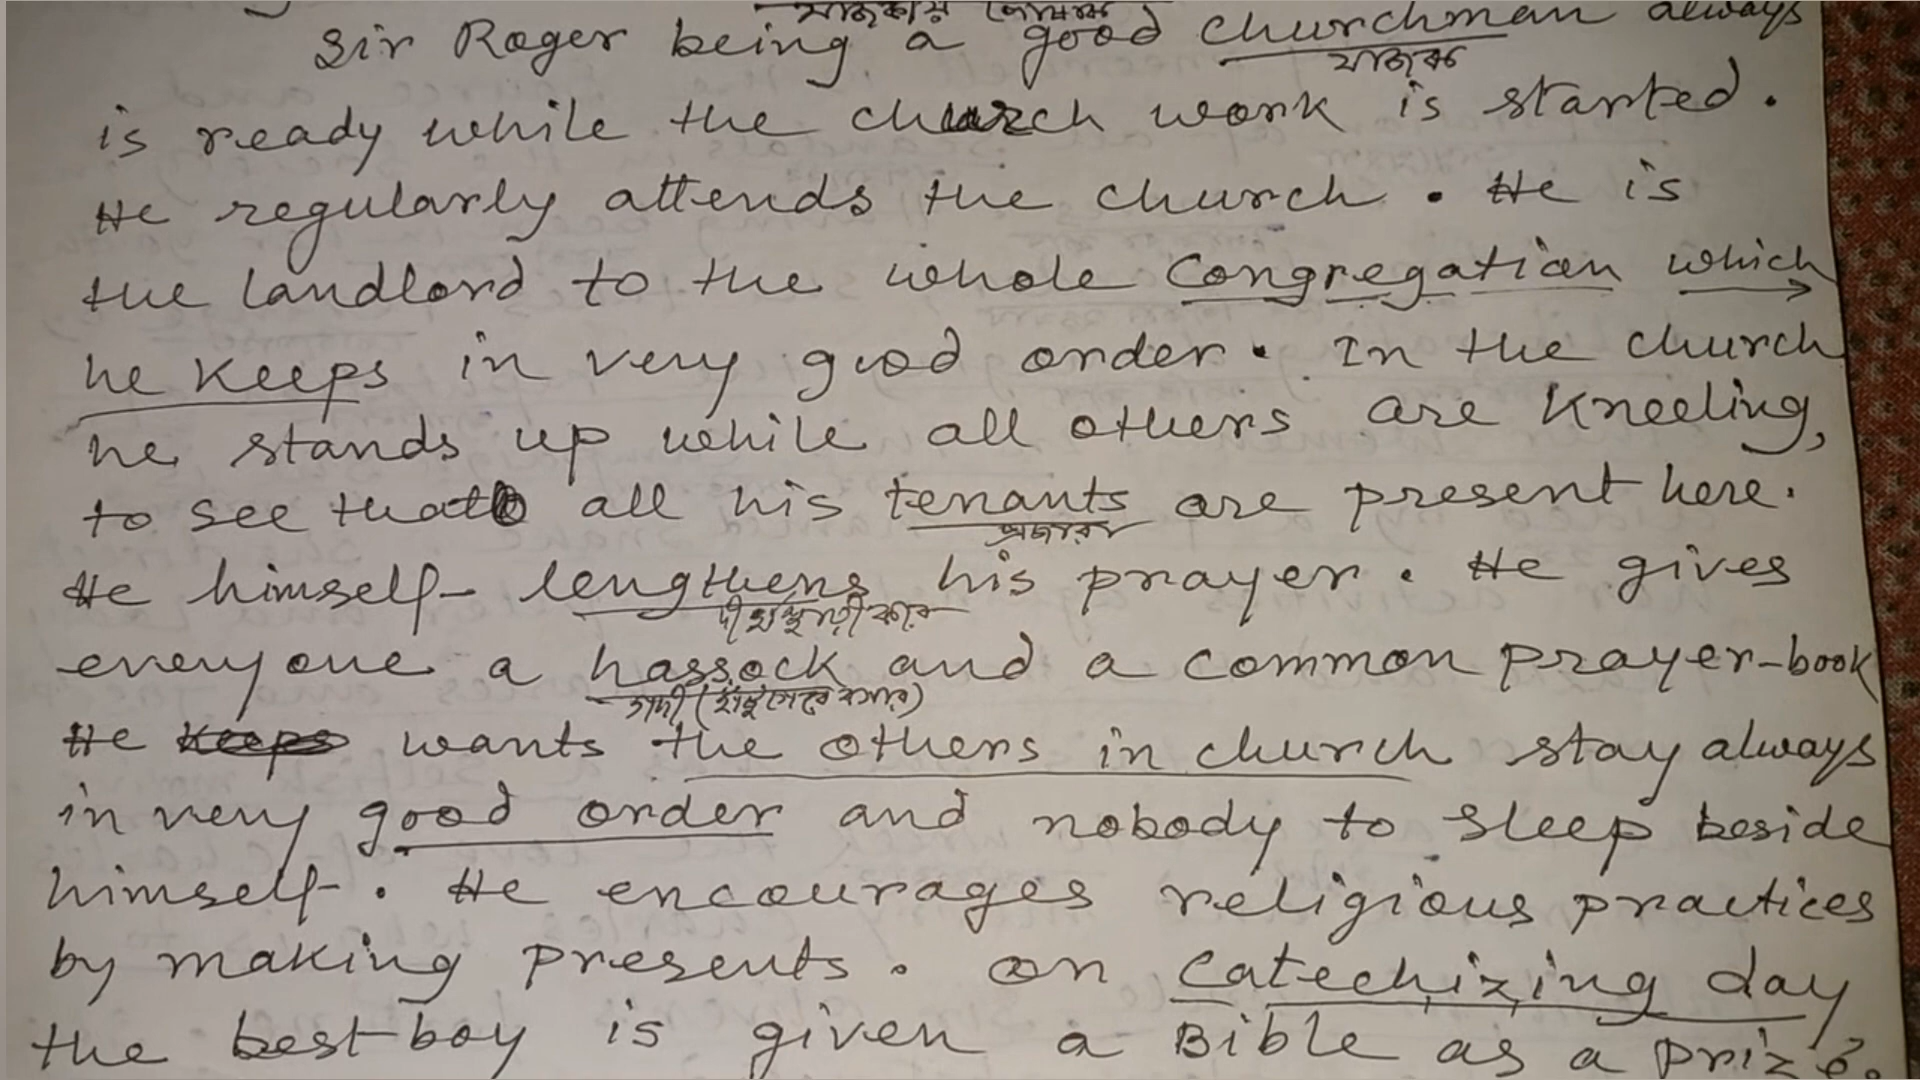 Sir Roger being a good churchman always
যাজক
is ready while the church work is started.
He regularly attends the church. He is
the landlord to the whole Congregation which
he keeps in very good order. In the church
he stands up while all others are kneeling,
to see that all his tenants are present here.
প্রজারা
He himself lengthens his prayer. He gives
everyone a hassock and a common prayer-book
গদী (হাঁটু গেরে বসার)
He keeps wants the others in church stay always
in very good order and nobody to sleep beside
himself. He encourages religious practices
by making presents. On Catechizing day
the best boy is given a Bible as a prize.